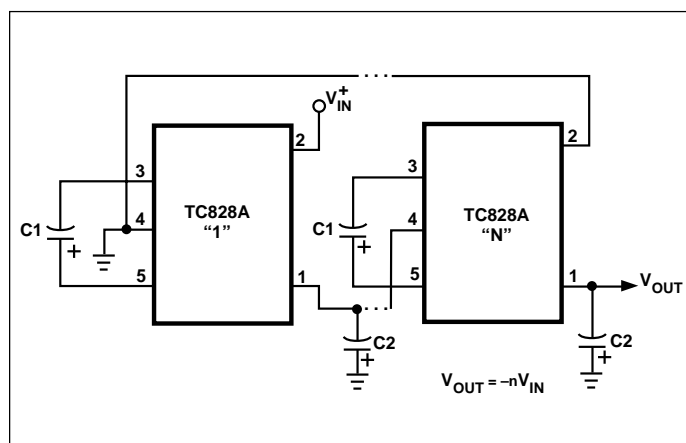 V+IN
2
3
TC828A
"1"
4
C1
+
5
1
C2
+
2
3
TC828A
"N"
4
C1
+
5
1
VOUT
C2
+
VOUT = –nVIN